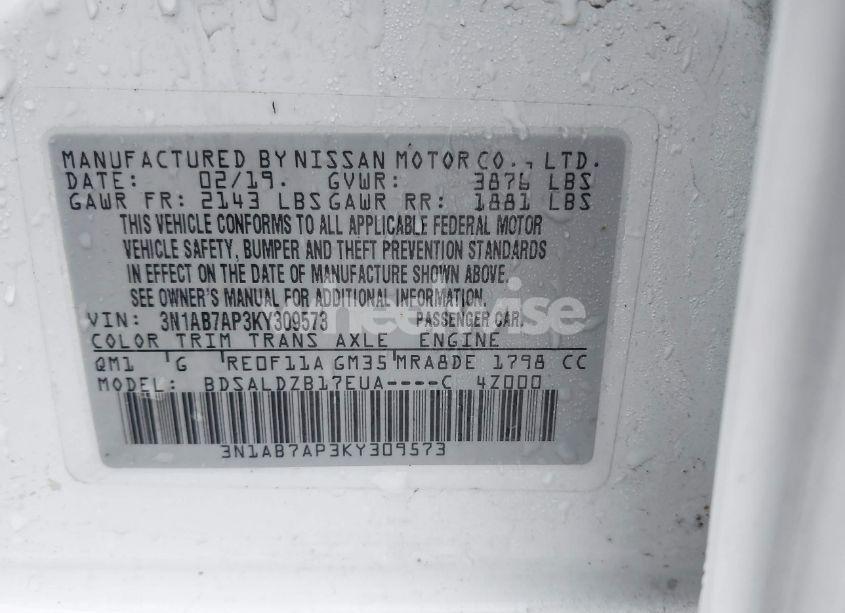 MANUFACTURED BY NISSAN MOTOR CO., LTD.
DATE: 02/19. GVWR: 3876 LBS
GAWR FR: 2143 LBS GAWR RR: 1881 LBS
THIS VEHICLE CONFORMS TO ALL APPLICABLE FEDERAL MOTOR
VEHICLE SAFETY, BUMPER AND THEFT PREVENTION STANDARDS
IN EFFECT ON THE DATE OF MANUFACTURE SHOWN ABOVE.
SEE OWNER'S MANUAL FOR ADDITIONAL INFORMATION.
VIN: 3N1AB7AP3KY309573 PASSENGER CAR.
COLOR TRIM TRANS AXLE ENGINE
QM1 'G 'RE0F11A GM35'MRA8DE 1798 CC
MODEL: BDSALDZB17EUA----C 4Z000
3N1AB7AP3KY309573